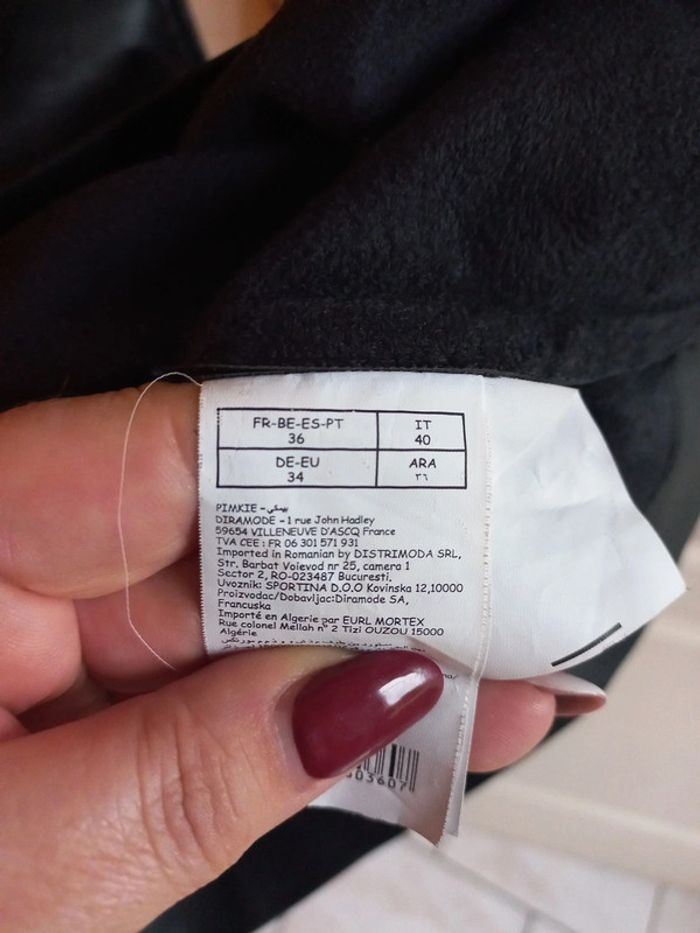 FR-BE-ES-PT IT
36 40
DE-EU ARA
34 ٣٦
PIMKIE - بيمكي
DIRAMODE - 1 rue John Hadley
59654 VILLENEUVE D'ASCQ France
TVA CEE : FR 06 301 571 931
Imported in Romanian by DISTRIMODA SRL,
Str. Barbat Voievod nr 25, camera 1
Sector 2, RO-023487 Bucuresti,
Uvoznik: SPORTINA D.O.O Kovinska 12,10000
Proizvodac/Dobavljac:Diramode SA,
Francuska
Importé en Algerie par EURL MORTEX
Rue colonel Mellah n° 2 Tizi OUZOU 15000
Algérie
03607